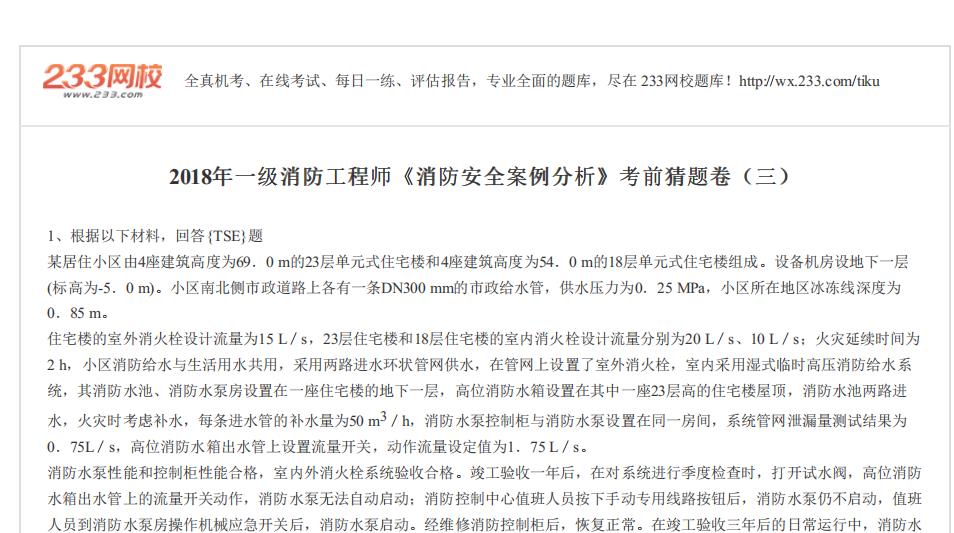 233网校
www.233.com
全真机考、在线考试、每日一练、评估报告，专业全面的题库，尽在 233网校题库！http://wx.233.com/tiku
2018年一级消防工程师《消防安全案例分析》考前猜题卷（三）
1、根据以下材料，回答{TSE}题
某居住小区由4座建筑高度为69．0 m的23层单元式住宅楼和4座建筑高度为54．0 m的18层单元式住宅楼组成。设备机房设地下一层
(标高为-5．0 m)。小区南北侧市政道路上各有一条DN300 mm的市政给水管，供水压力为0．25 MPa，小区所在地区冰冻线深度为
0．85 m。
住宅楼的室外消火栓设计流量为15 L／s，23层住宅楼和18层住宅楼的室内消火栓设计流量分别为20 L／s、10 L／s；火灾延续时间为
2 h，小区消防给水与生活用水共用，采用两路进水环状管网供水，在管网上设置了室外消火栓，室内采用湿式临时高压消防给水系
统，其消防水池、消防水泵房设置在一座住宅楼的地下一层，高位消防水箱设置在其中一座23层高的住宅楼屋顶，消防水池两路进
水，火灾时考虑补水，每条进水管的补水量为50 m³／h，消防水泵控制柜与消防水泵设置在同一房间，系统管网泄漏量测试结果为
0．75L／s，高位消防水箱出水管上设置流量开关，动作流量设定值为1．75 L／s。
消防水泵性能和控制柜性能合格，室内外消火栓系统验收合格。竣工验收一年后，在对系统进行季度检查时，打开试水阀，高位消防
水箱出水管上的流量开关动作，消防水泵无法自动启动；消防控制中心值班人员按下手动专用线路按钮后，消防水泵仍不启动，值班
人员到消防水泵房操作机械应急开关后，消防水泵启动。经维修消防控制柜后，恢复正常。在竣工验收三年后的日常运行中，消防水